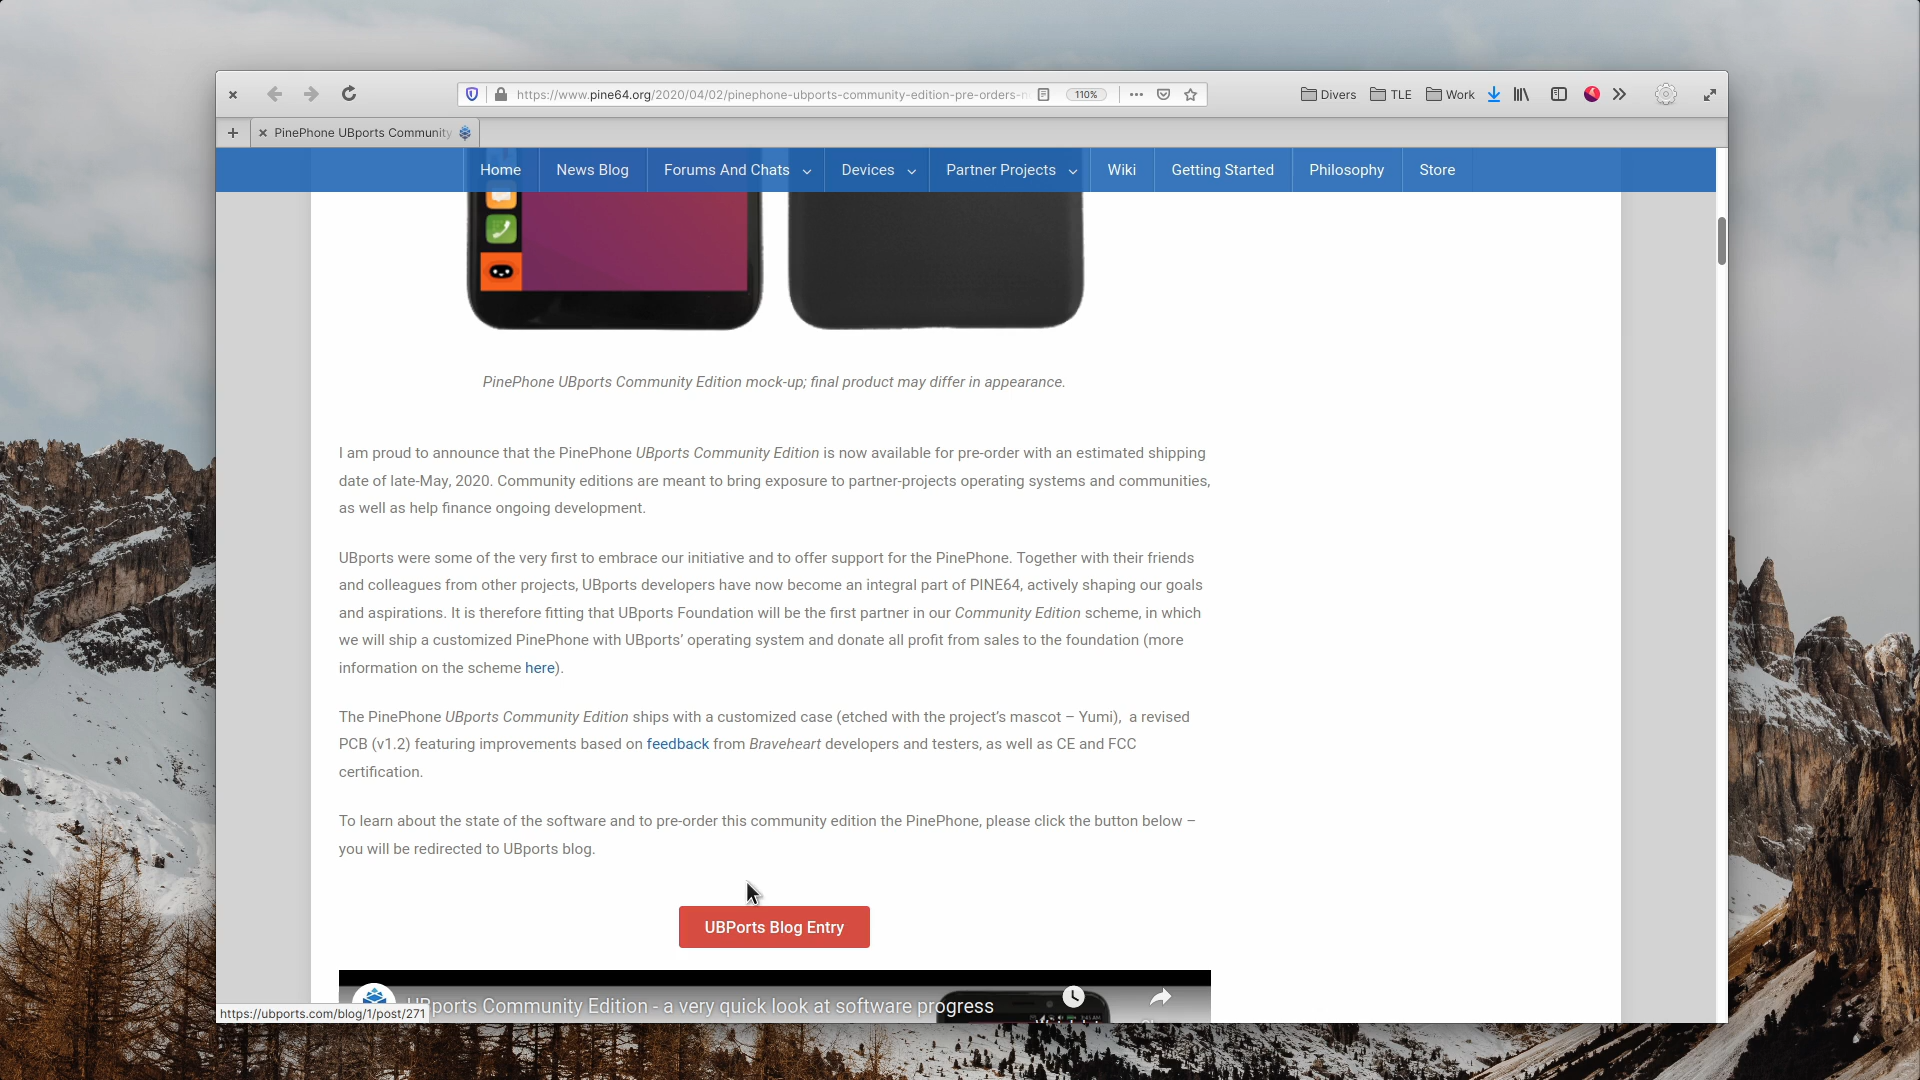 https://www.pine64.org/2020/04/02/pinephone-ubports-community-edition-pre-orders-n
110%
Divers
TLE
Work
PinePhone UBports Community
Home
News Blog
Forums And Chats
Devices
Partner Projects
Wiki
Getting Started
Philosophy
Store
PinePhone UBports Community Edition mock-up; final product may differ in appearance.
I am proud to announce that the PinePhone UBports Community Edition is now available for pre-order with an estimated shipping
date of late-May, 2020. Community editions are meant to bring exposure to partner-projects operating systems and communities,
as well as help finance ongoing development.
UBports were some of the very first to embrace our initiative and to offer support for the PinePhone. Together with their friends
and colleagues from other projects, UBports developers have now become an integral part of PINE64, actively shaping our goals
and aspirations. It is therefore fitting that UBports Foundation will be the first partner in our Community Edition scheme, in which
we will ship a customized PinePhone with UBports’ operating system and donate all profit from sales to the foundation (more
information on the scheme here).
The PinePhone UBports Community Edition ships with a customized case (etched with the project’s mascot – Yumi),  a revised
PCB (v1.2) featuring improvements based on feedback from Braveheart developers and testers, as well as CE and FCC
certification.
To learn about the state of the software and to pre-order this community edition the PinePhone, please click the button below –
you will be redirected to UBports blog.
UBPorts Blog Entry
UBports Community Edition - a very quick look at software progress
https://ubports.com/blog/1/post/271